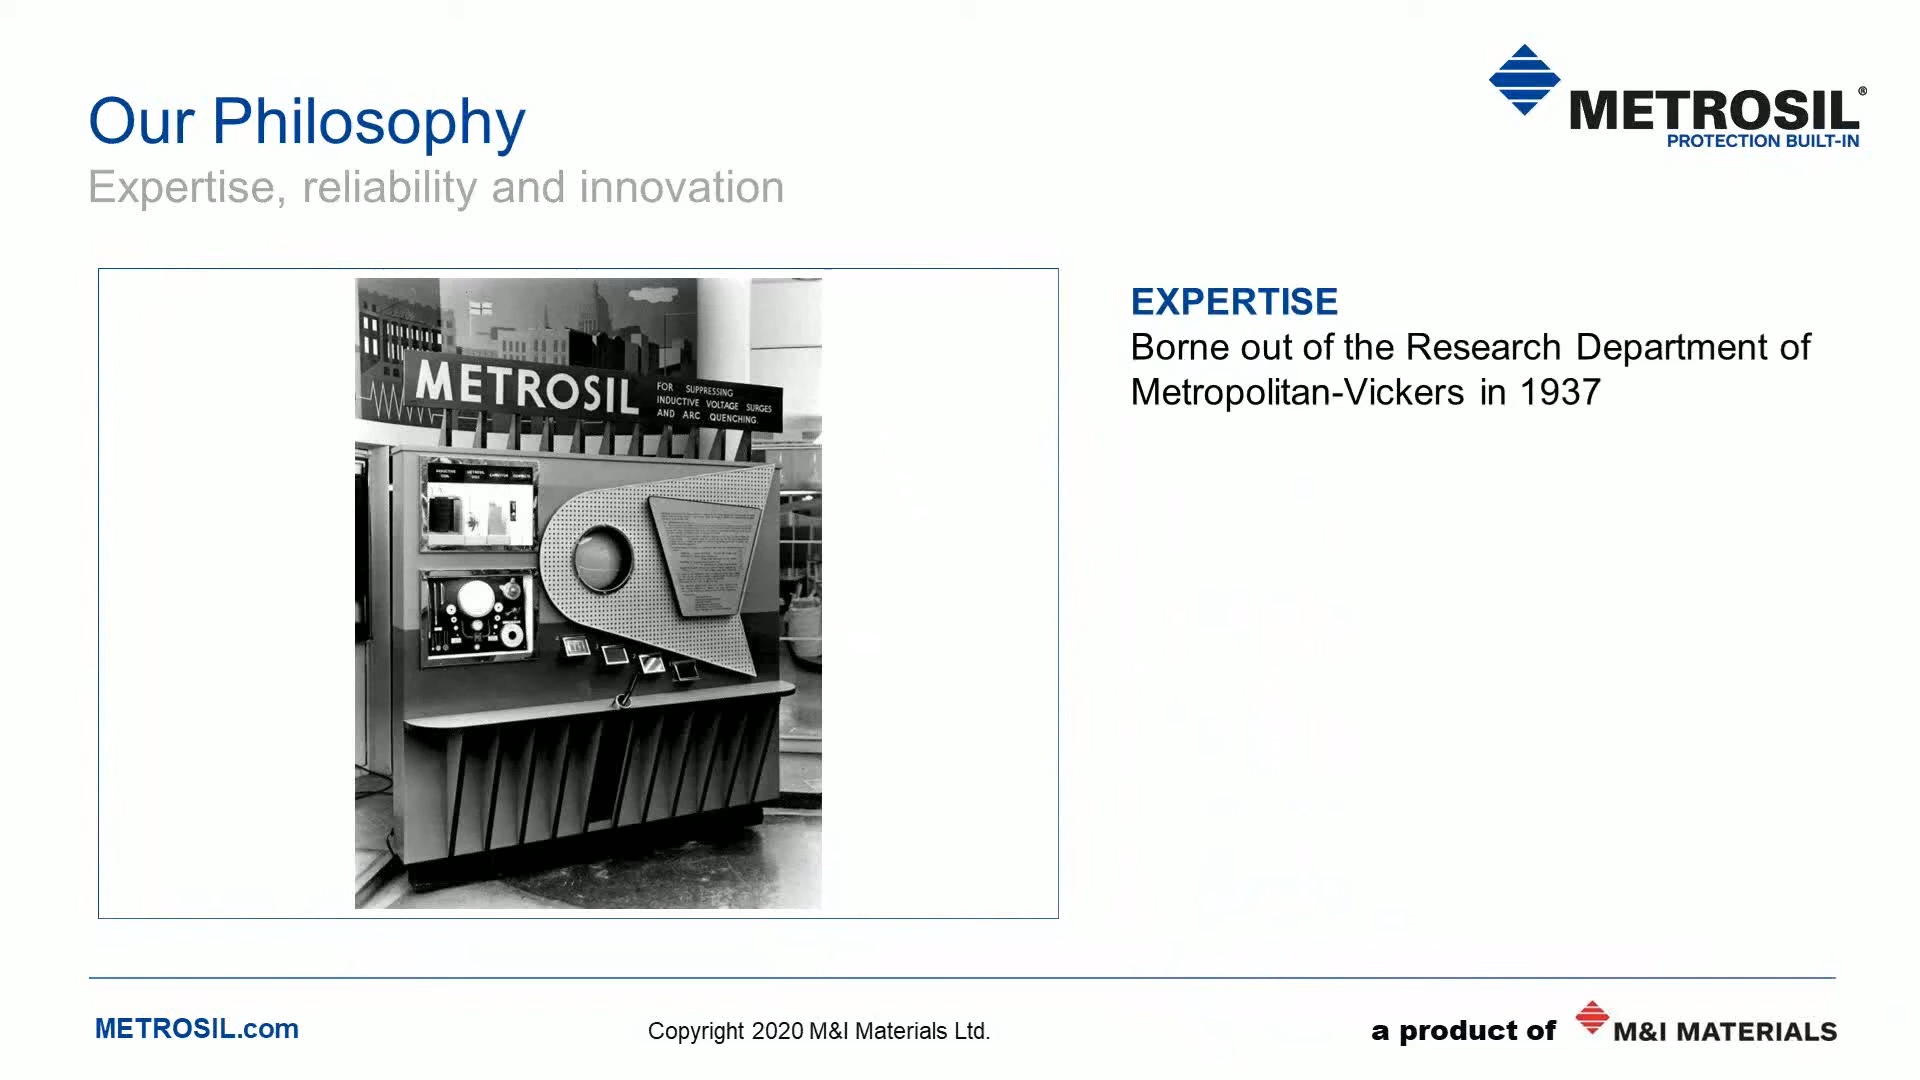 Our Philosophy
Expertise, reliability and innovation
METROSIL®
PROTECTION BUILT-IN
METROSIL
FOR SUPPRESSING
INDUCTIVE VOLTAGE SURGES
AND ARC QUENCHING.
EXPERTISE
Borne out of the Research Department of
Metropolitan-Vickers in 1937
METROSIL.com
Copyright 2020 M&I Materials Ltd.
a product of
M&I MATERIALS